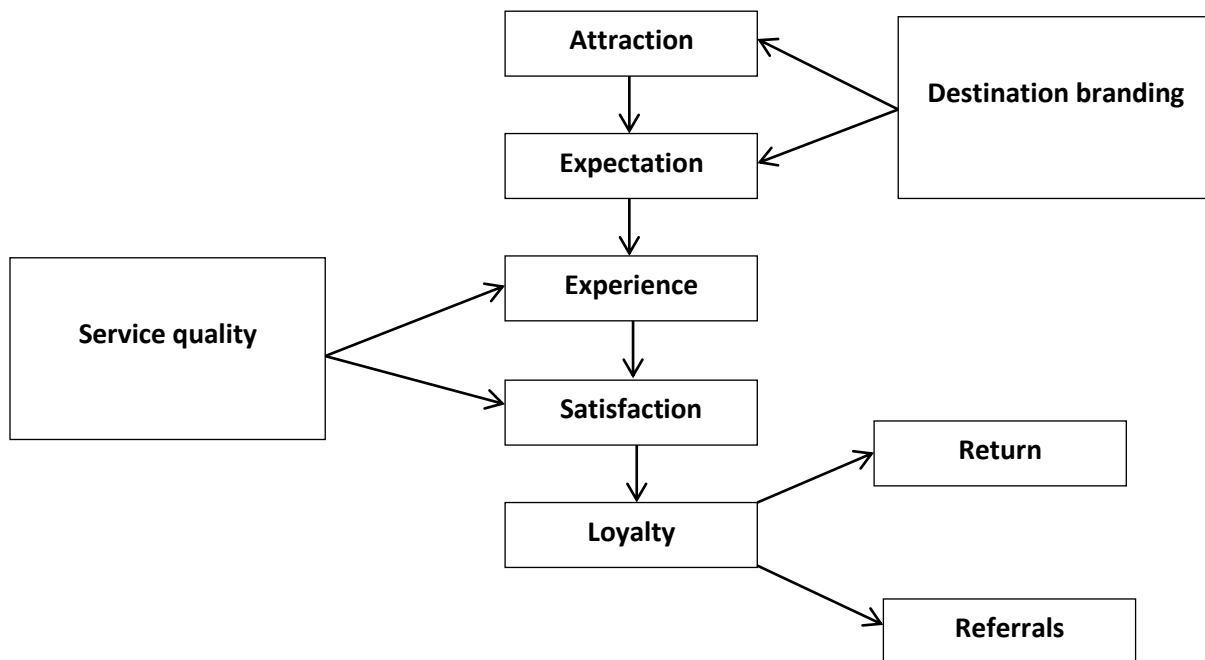 Attraction
Destination branding
Expectation
Experience
Service quality
Satisfaction
Return
Loyalty
Referrals